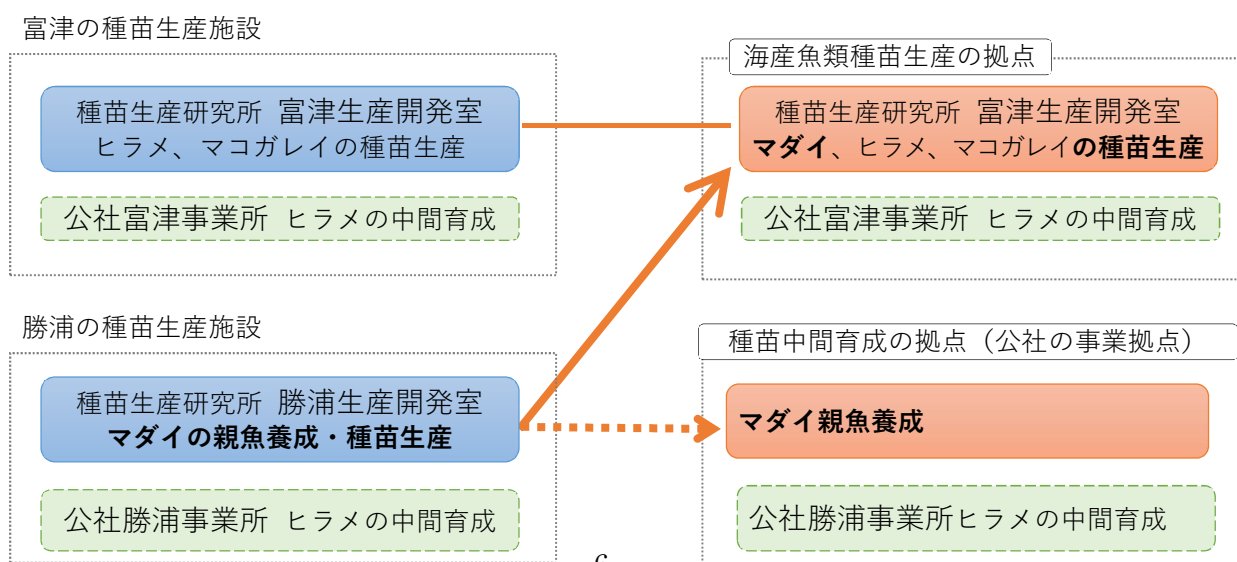 富津の種苗生産施設
種苗生産研究所 富津生産開発室
ヒラメ、マコガレイの種苗生産
公社富津事業所 ヒラメの中間育成
海産魚類種苗生産の拠点
種苗生産研究所 富津生産開発室
マダイ、ヒラメ、マコガレイの種苗生産
公社富津事業所 ヒラメの中間育成
勝浦の種苗生産施設
種苗生産研究所 勝浦生産開発室
マダイの親魚養成・種苗生産
公社勝浦事業所 ヒラメの中間育成
種苗中間育成の拠点（公社の事業拠点）
マダイ親魚養成
公社勝浦事業所ヒラメの中間育成